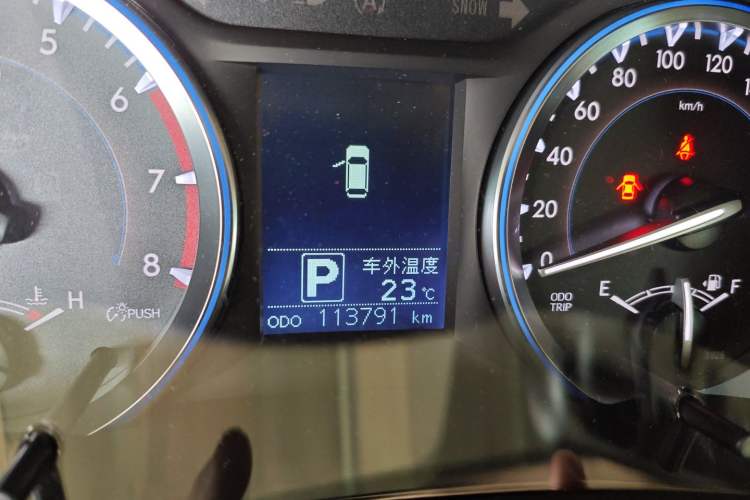 SNOW
5
6
7
8
H
PUSH
P
车外温度
23℃
ODO 113791 km
0
20
40
60
80
100
120
km/h
ODO
TRIP
E
F